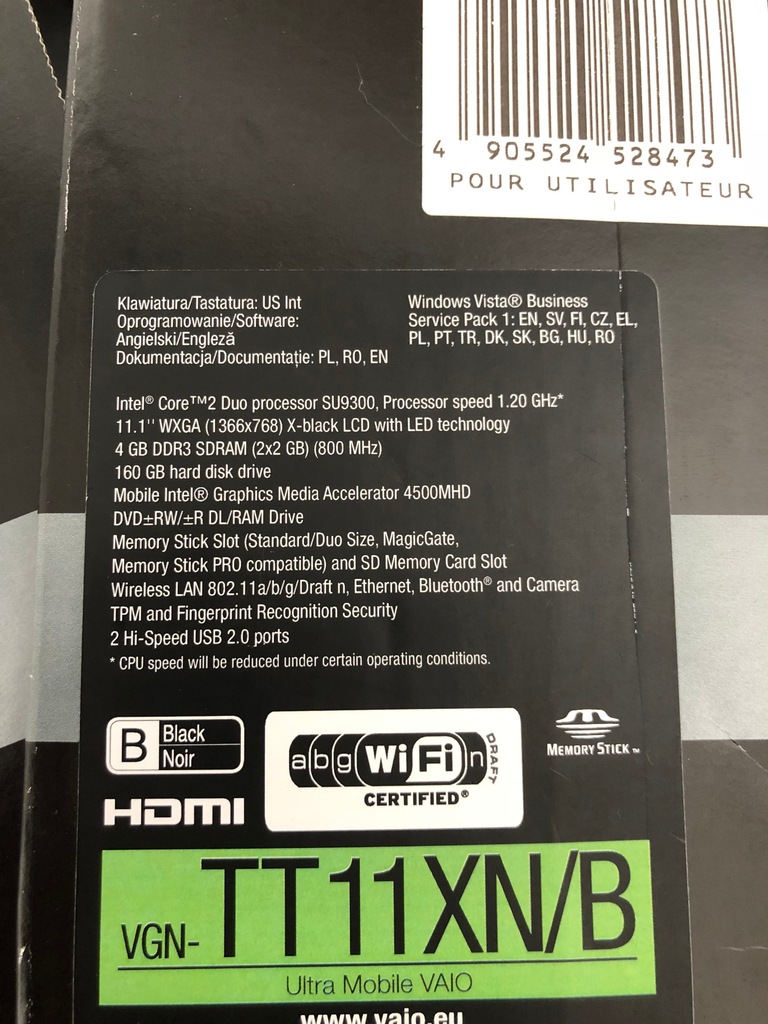 4 905524 528473
POUR UTILISATEUR
Klawiatura/Tastatura: US Int
Oprogramowanie/Software:
Angielski/Engleză
Dokumentacja/Documentaţie: PL, RO, EN
Windows Vista® Business
Service Pack 1: EN, SV, FI, CZ, EL,
PL, PT, TR, DK, SK, BG, HU, RO
Intel® Core™2 Duo processor SU9300, Processor speed 1.20 GHz*
11.1'' WXGA (1366x768) X-black LCD with LED technology
4 GB DDR3 SDRAM (2x2 GB) (800 MHz)
160 GB hard disk drive
Mobile Intel® Graphics Media Accelerator 4500MHD
DVD±RW/±R DL/RAM Drive
Memory Stick Slot (Standard/Duo Size, MagicGate,
Memory Stick PRO compatible) and SD Memory Card Slot
Wireless LAN 802.11a/b/g/Draft n, Ethernet, Bluetooth® and Camera
TPM and Fingerprint Recognition Security
2 Hi-Speed USB 2.0 ports
* CPU speed will be reduced under certain operating conditions.
B Black
Noir
HDMI
a b g Wi Fi n DRAFT
CERTIFIED®
MEMORY STICK™
VGN-TT11XN/B
Ultra Mobile VAIO
www.vaio.eu